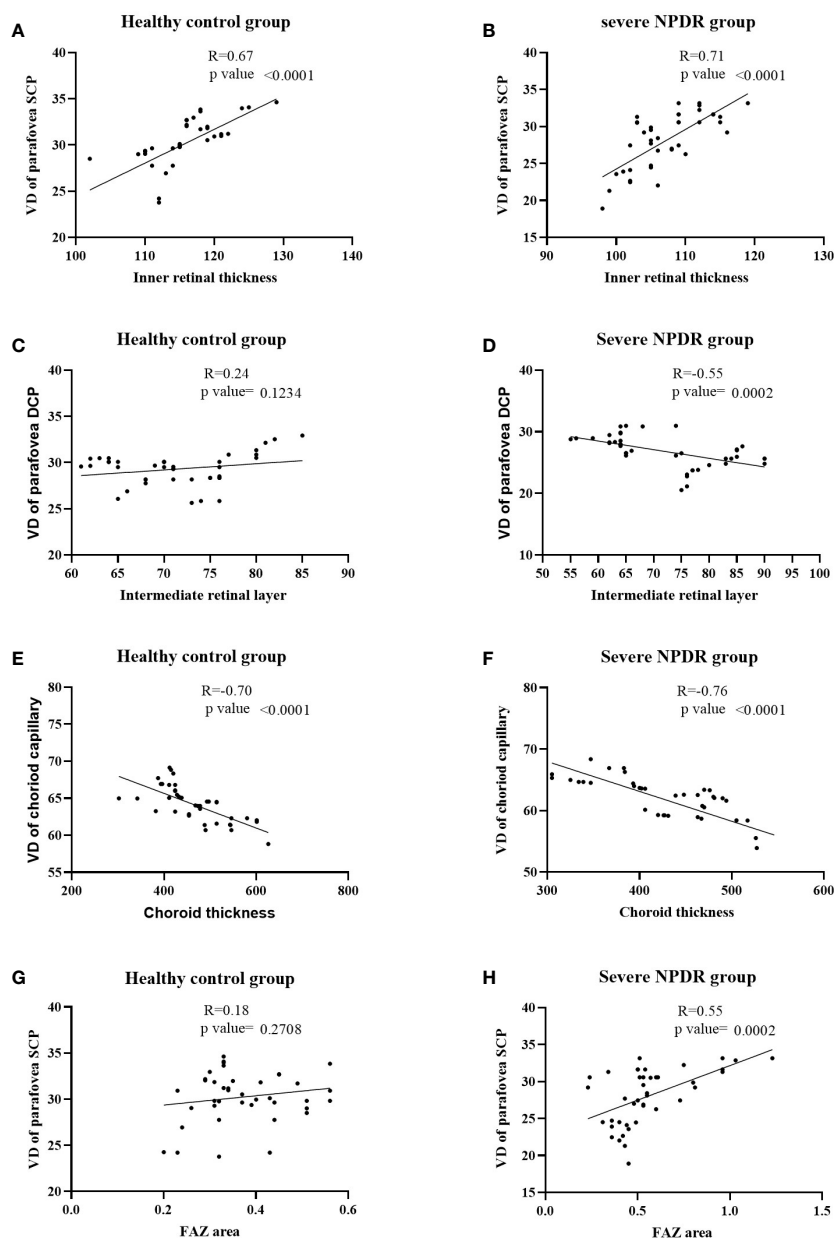 A
Healthy control group
R=0.67
p value <0.0001
VD of parafovea SCP
40
35
30
25
20
15
100 110 120 130 140
Inner retinal thickness
B
severe NPDR group
R=0.71
p value <0.0001
VD of parafovea SCP
40
35
30
25
20
15
90 100 110 120 130
Inner retinal thickness
C
Healthy control group
R=0.24
p value= 0.1234
VD of parafovea DCP
40
35
30
25
20
60 65 70 75 80 85 90
Intermediate retinal layer
D
Severe NPDR group
R=-0.55
p value= 0.0002
VD of parafovea DCP
40
30
20
10
50 55 60 65 70 75 80 85 90 95 100
Intermediate retinal layer
E
Healthy control group
R=-0.70
p value <0.0001
VD of choriod capillary
80
75
70
65
60
55
200 400 600 800
Choroid thickness
F
Severe NPDR group
R=-0.76
p value <0.0001
VD of choriod capillary
80
70
60
50
300 400 500 600
Choroid thickness
G
Healthy control group
R=0.18
p value= 0.2708
VD of parafovea SCP
40
35
30
25
20
0.0 0.2 0.4 0.6
FAZ area
H
Severe NPDR group
R=0.55
p value= 0.0002
VD of parafovea SCP
40
35
30
25
20
15
0.0 0.5 1.0 1.5
FAZ area